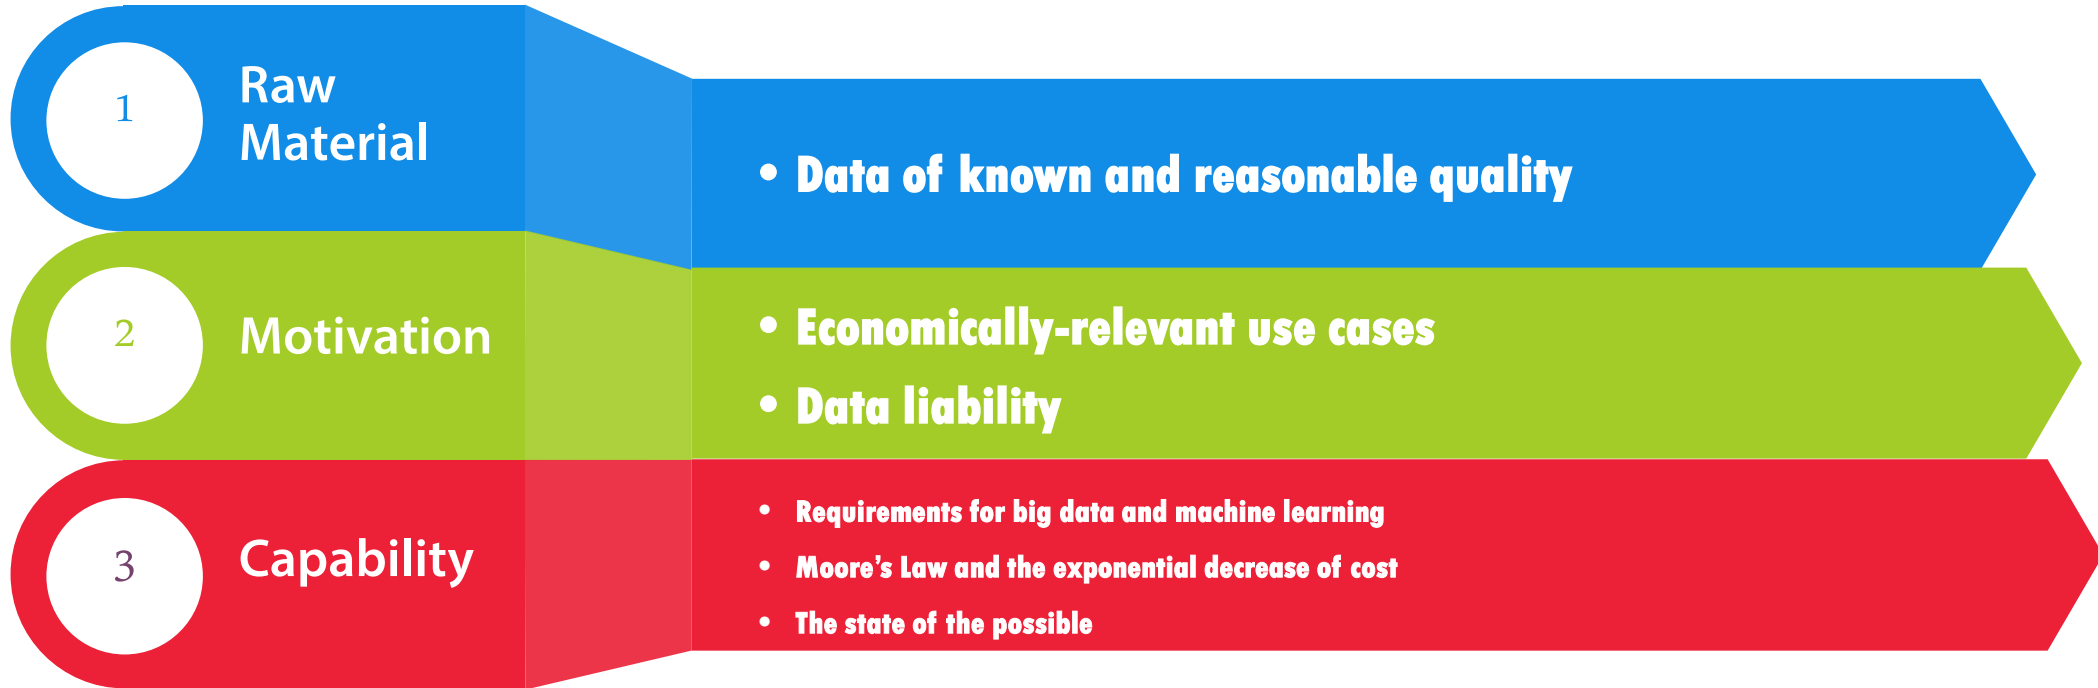 1
Raw
Material
• Data of known and reasonable quality
2
Motivation
• Economically-relevant use cases
• Data liability
3
Capability
• Requirements for big data and machine learning
• Moore’s Law and the exponential decrease of cost
• The state of the possible